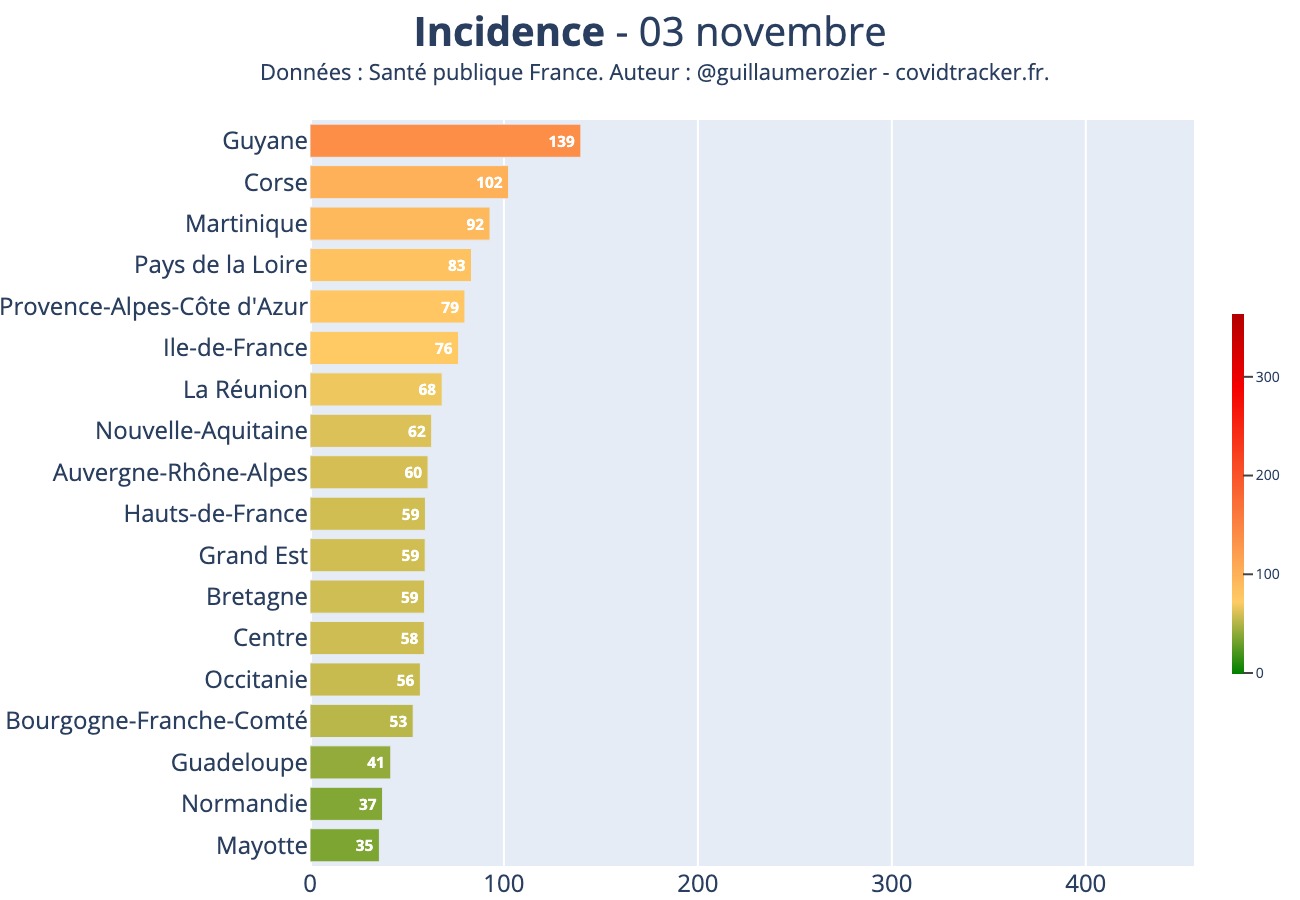 Incidence - 03 novembre
Données : Santé publique France. Auteur : @guillaumerozier - covidtracker.fr.
Guyane 139
Corse 102
Martinique 92
Pays de la Loire 83
Provence-Alpes-Côte d'Azur 79
Ile-de-France 76
La Réunion 68
Nouvelle-Aquitaine 62
Auvergne-Rhône-Alpes 60
Hauts-de-France 59
Grand Est 59
Bretagne 59
Centre 58
Occitanie 56
Bourgogne-Franche-Comté 53
Guadeloupe 41
Normandie 37
Mayotte 35
0 100 200 300 400
300
200
100
0